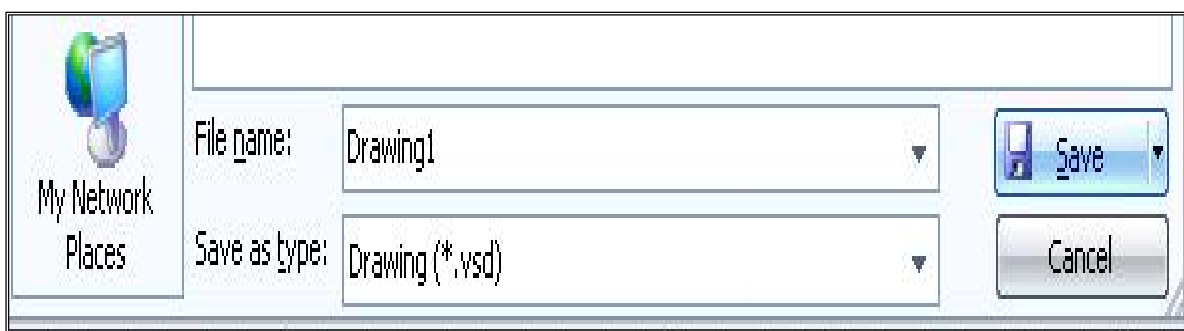 File name: Drawing1 Save
My Network
Places Save as type: Drawing (*.vsd) Cancel